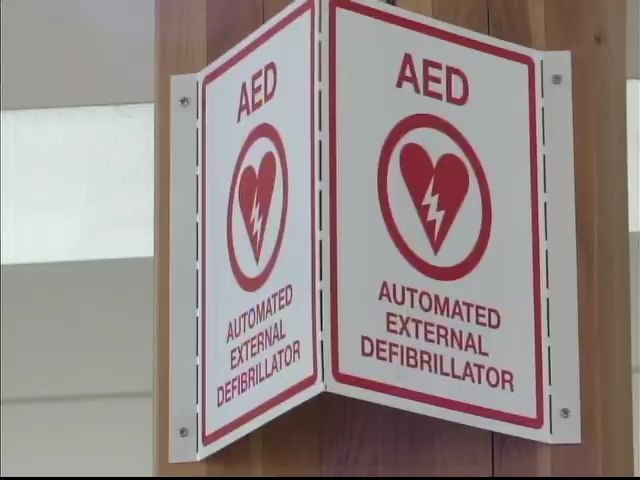 AED
AUTOMATED
EXTERNAL
DEFIBRILLATOR
AED
AUTOMATED
EXTERNAL
DEFIBRILLATOR